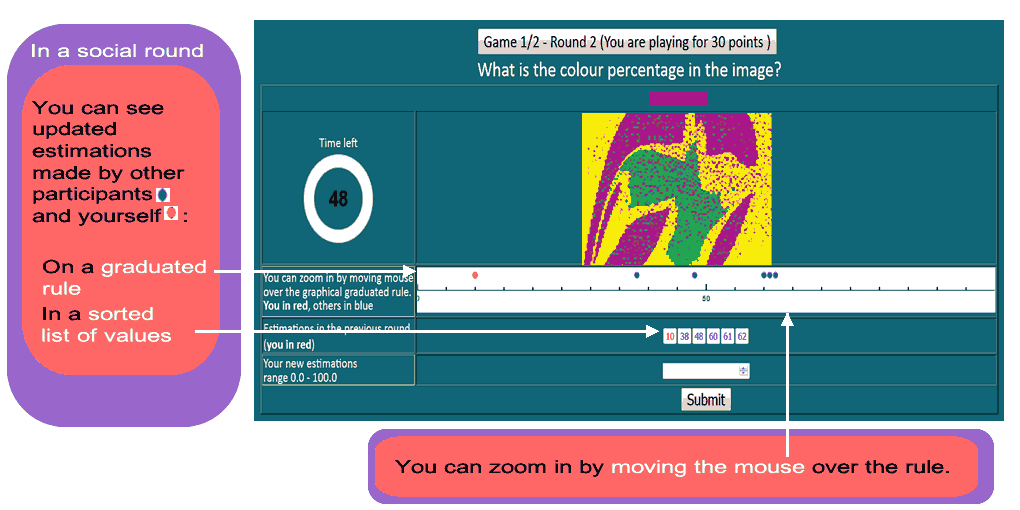 In a social round
You can see
updated
estimations
made by other
participants
and yourself :
On a graduated
rule
In a sorted
list of values
Game 1/2 - Round 2 (You are playing for 30 points )
What is the colour percentage in the image?
Time left
48
You can zoom in by moving mouse
over the graphical graduated rule.
You in red, others in blue
0
50
Estimations in the previous round
(you in red)
10 38 48 60 61 62
Your new estimations
range 0.0 - 100.0
Submit
You can zoom in by moving the mouse over the rule.